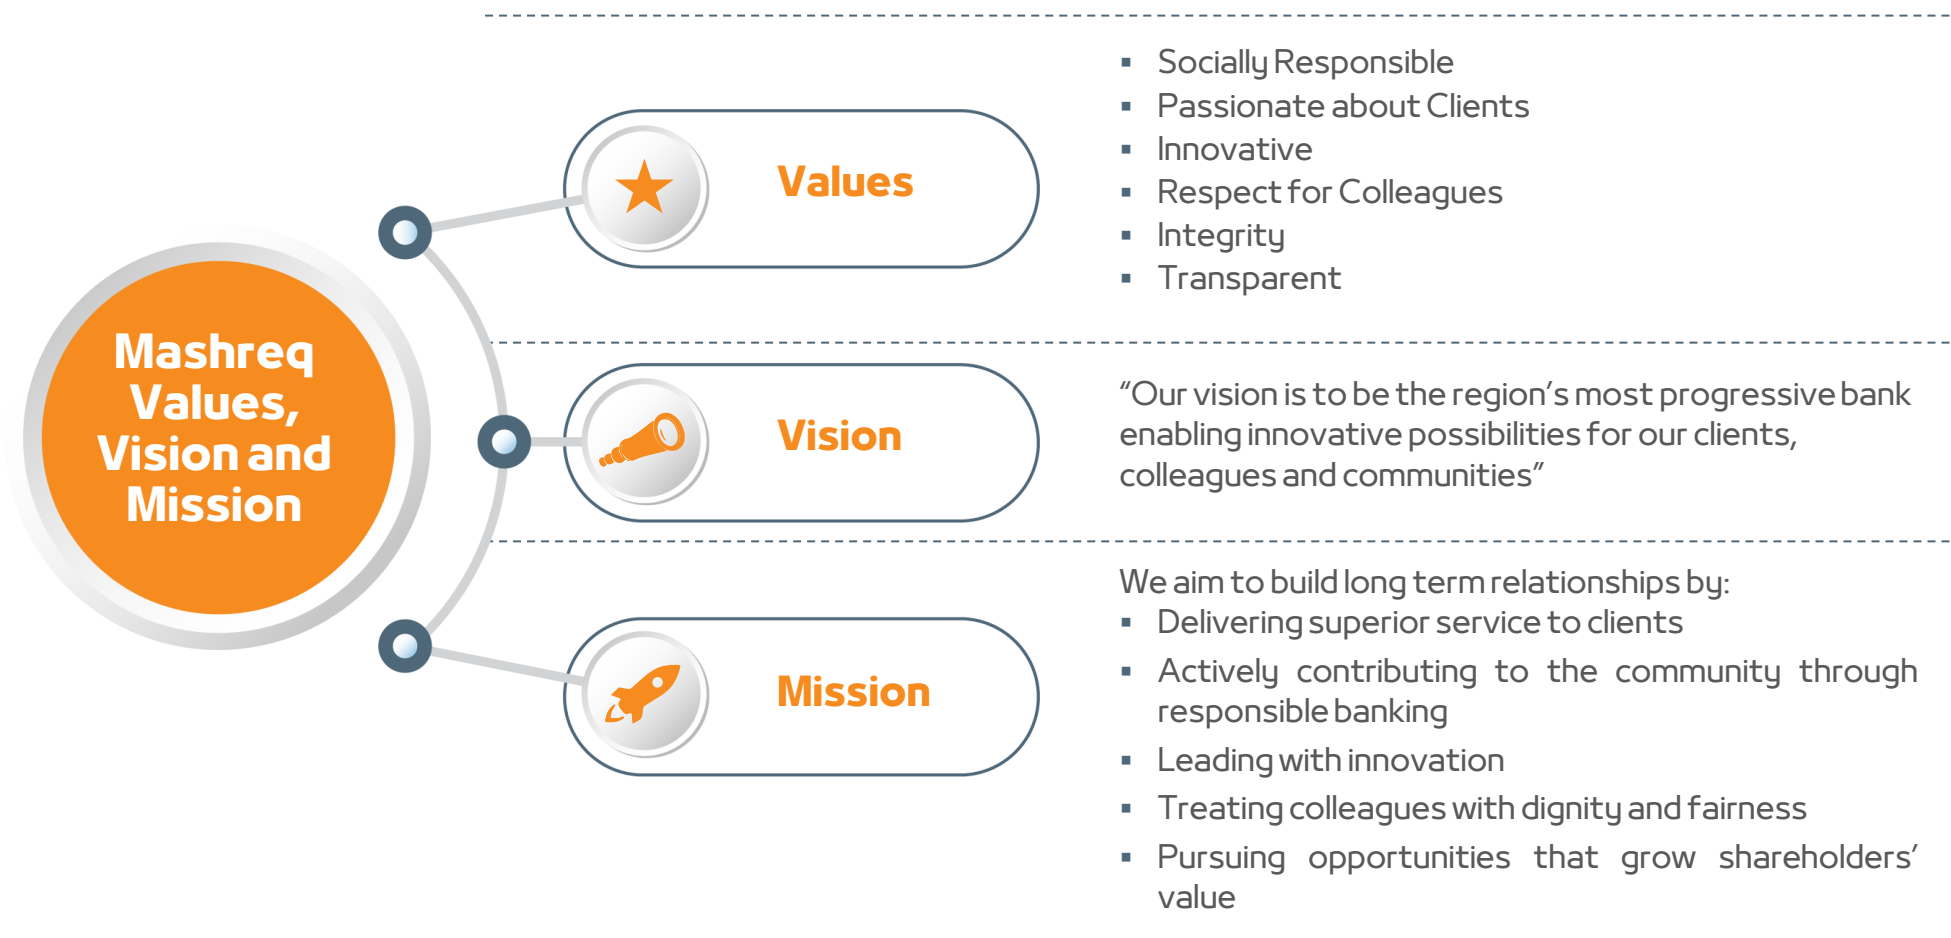 Mashreq
Values,
Vision and
Mission
Values
▪ Socially Responsible
▪ Passionate about Clients
▪ Innovative
▪ Respect for Colleagues
▪ Integrity
▪ Transparent
Vision
“Our vision is to be the region’s most progressive bank
enabling innovative possibilities for our clients,
colleagues and communities”
Mission
We aim to build long term relationships by:
▪ Delivering superior service to clients
▪ Actively contributing to the community through
responsible banking
▪ Leading with innovation
▪ Treating colleagues with dignity and fairness
▪ Pursuing opportunities that grow shareholders’
value